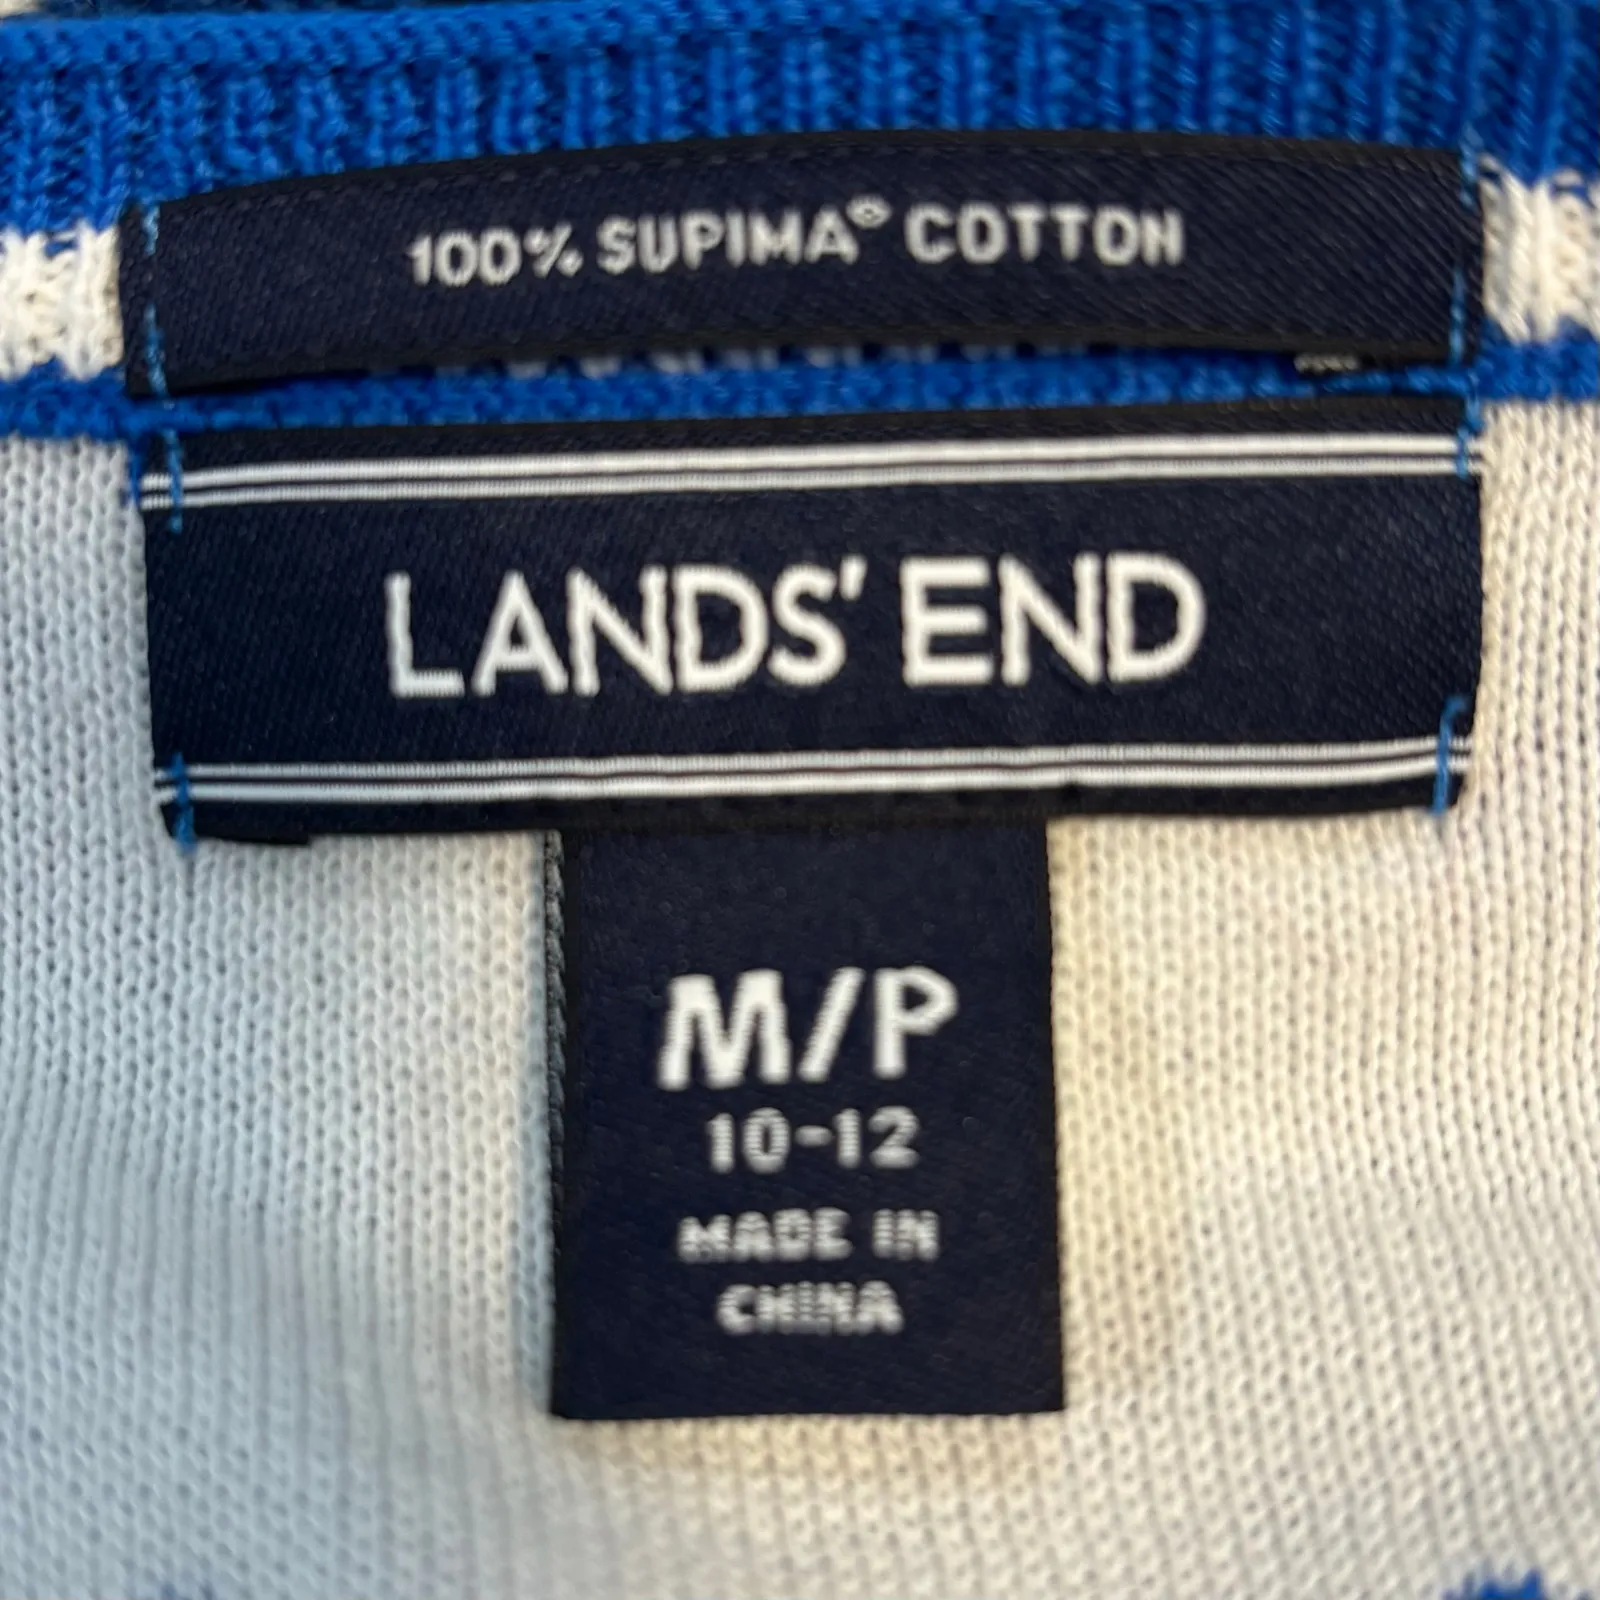 100% SUPIMA® COTTON
LANDS' END
M/P
10-12
MADE IN
CHINA